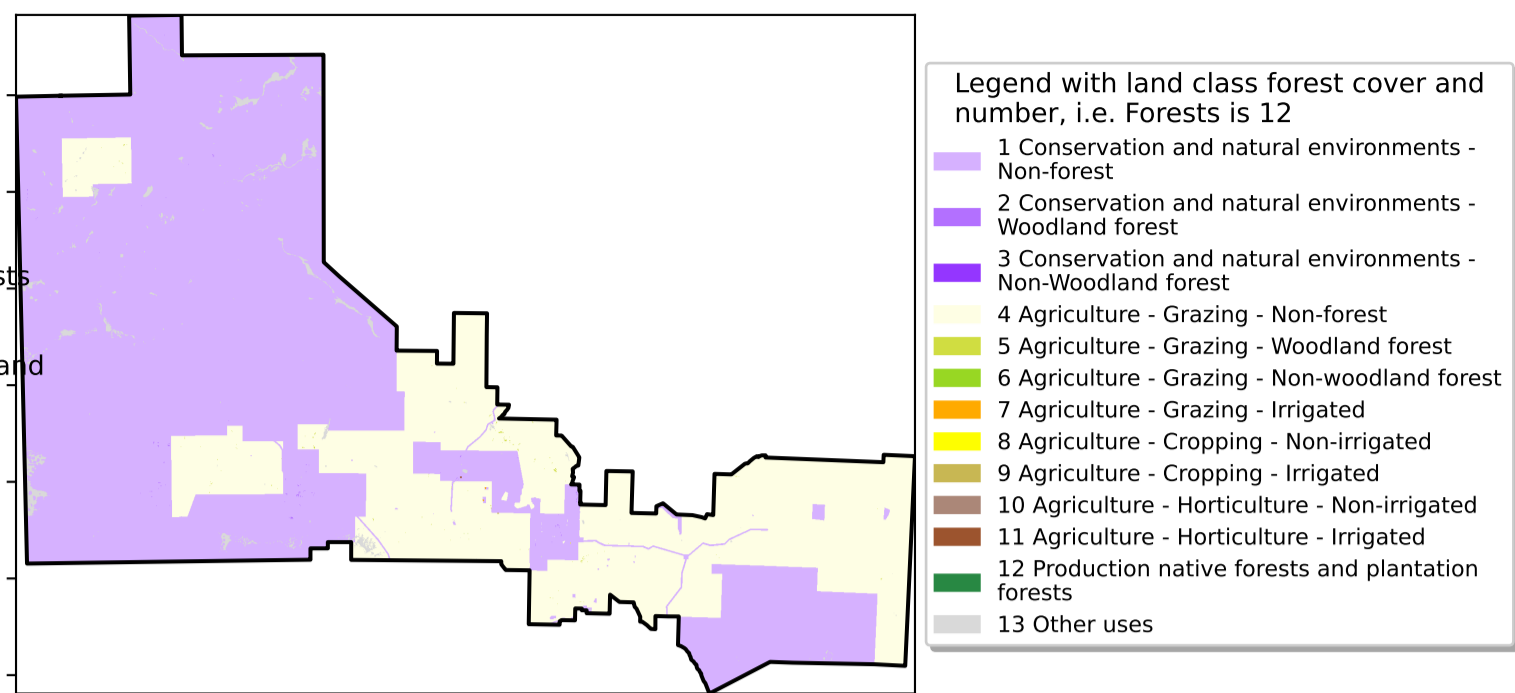 Legend with land class forest cover and
number, i.e. Forests is 12
1 Conservation and natural environments -
Non-forest
2 Conservation and natural environments -
Woodland forest
3 Conservation and natural environments -
Non-Woodland forest
4 Agriculture - Grazing - Non-forest
5 Agriculture - Grazing - Woodland forest
6 Agriculture - Grazing - Non-woodland forest
7 Agriculture - Grazing - Irrigated
8 Agriculture - Cropping - Non-irrigated
9 Agriculture - Cropping - Irrigated
10 Agriculture - Horticulture - Non-irrigated
11 Agriculture - Horticulture - Irrigated
12 Production native forests and plantation
forests
13 Other uses